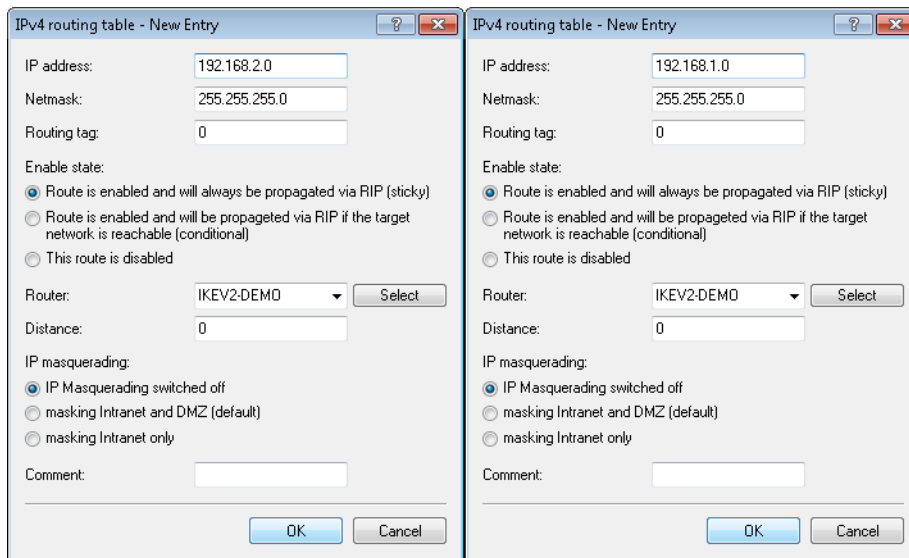 IPv4 routing table - New Entry
IP address: 192.168.2.0
Netmask: 255.255.255.0
Routing tag: 0
Enable state:
Route is enabled and will always be propagated via RIP (sticky)
Route is enabled and will be propageted via RIP if the target
network is reachable (conditional)
This route is disabled
Router: IKEV2-DEMO Select
Distance: 0
IP masquerading:
IP Masquerading switched off
masking Intranet and DMZ (default)
masking Intranet only
Comment:
OK Cancel
IPv4 routing table - New Entry
IP address: 192.168.1.0
Netmask: 255.255.255.0
Routing tag: 0
Enable state:
Route is enabled and will always be propagated via RIP (sticky)
Route is enabled and will be propageted via RIP if the target
network is reachable (conditional)
This route is disabled
Router: IKEV2-DEMO Select
Distance: 0
IP masquerading:
IP Masquerading switched off
masking Intranet and DMZ (default)
masking Intranet only
Comment:
OK Cancel